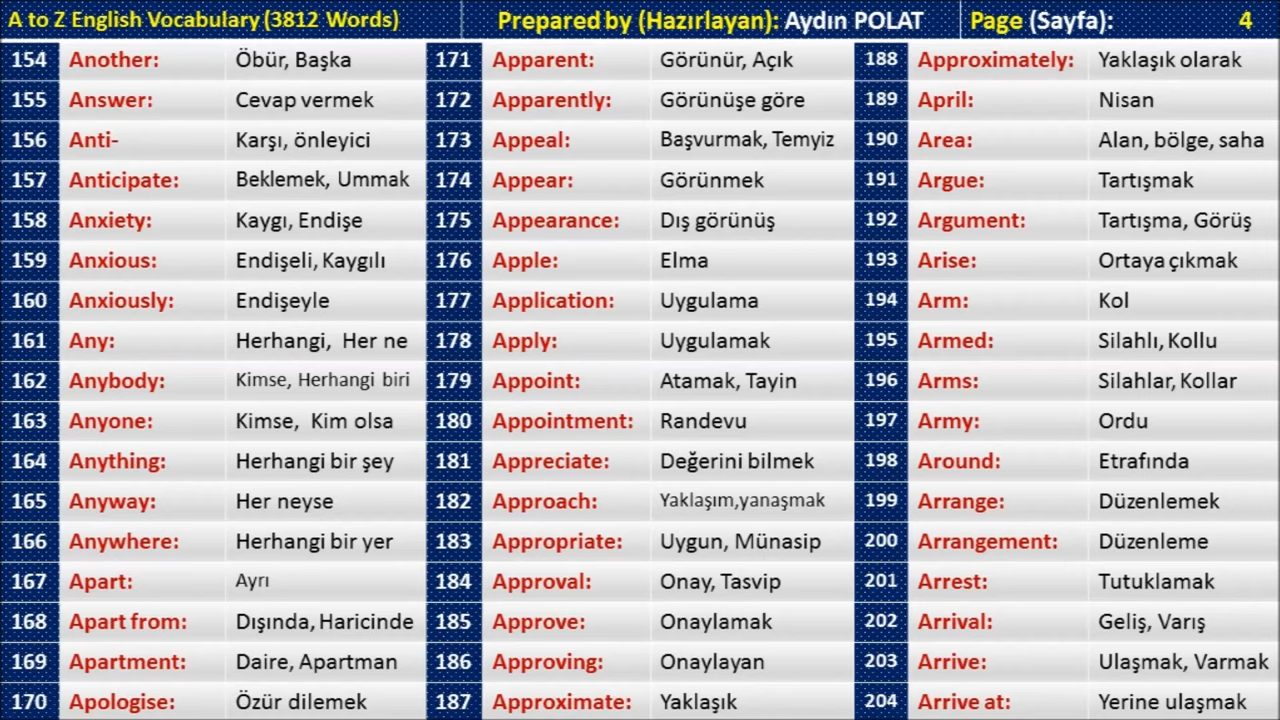 A to Z English Vocabulary (3812 Words) Prepared by (Hazırlayan): Aydın POLAT Page (Sayfa): 4
154 Another: Öbür, Başka
155 Answer: Cevap vermek
156 Anti- Karşı, önleyici
157 Anticipate: Beklemek, Ummak
158 Anxiety: Kaygı, Endişe
159 Anxious: Endişeli, Kaygılı
160 Anxiously: Endişeyle
161 Any: Herhangi, Her ne
162 Anybody: Kimse, Herhangi biri
163 Anyone: Kimse, Kim olsa
164 Anything: Herhangi bir şey
165 Anyway: Her neyse
166 Anywhere: Herhangi bir yer
167 Apart: Ayrı
168 Apart from: Dışında, Haricinde
169 Apartment: Daire, Apartman
170 Apologise: Özür dilemek
171 Apparent: Görünür, Açık
172 Apparently: Görünüşe göre
173 Appeal: Başvurmak, Temyiz
174 Appear: Görünmek
175 Appearance: Dış görünüş
176 Apple: Elma
177 Application: Uygulama
178 Apply: Uygulamak
179 Appoint: Atamak, Tayin
180 Appointment: Randevu
181 Appreciate: Değerini bilmek
182 Approach: Yaklaşım,yanaşmak
183 Appropriate: Uygun, Münasip
184 Approval: Onay, Tasvip
185 Approve: Onaylamak
186 Approving: Onaylayan
187 Approximate: Yaklaşık
188 Approximately: Yaklaşık olarak
189 April: Nisan
190 Area: Alan, bölge, saha
191 Argue: Tartışmak
192 Argument: Tartışma, Görüş
193 Arise: Ortaya çıkmak
194 Arm: Kol
195 Armed: Silahlı, Kollu
196 Arms: Silahlar, Kollar
197 Army: Ordu
198 Around: Etrafında
199 Arrange: Düzenlemek
200 Arrangement: Düzenleme
201 Arrest: Tutuklamak
202 Arrival: Geliş, Varış
203 Arrive: Ulaşmak, Varmak
204 Arrive at: Yerine ulaşmak